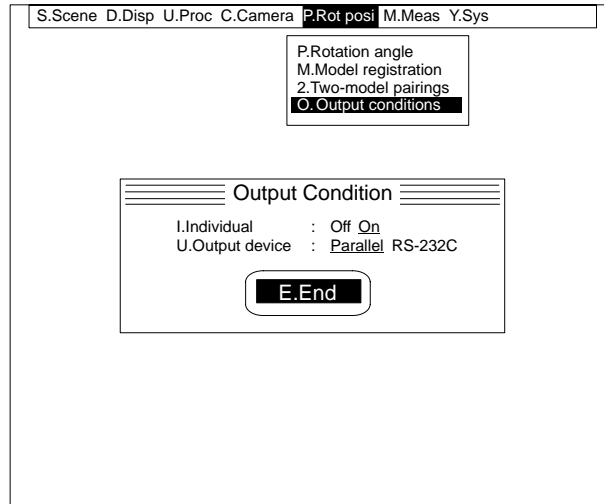 S.Scene D.Disp U.Proc C.Camera P.Rot posi M.Meas Y.Sys
P.Rotation angle
M.Model registration
2.Two-model pairings
O.Output conditions
Output Condition
I.Individual : Off On
U.Output device : Parallel RS-232C
E.End